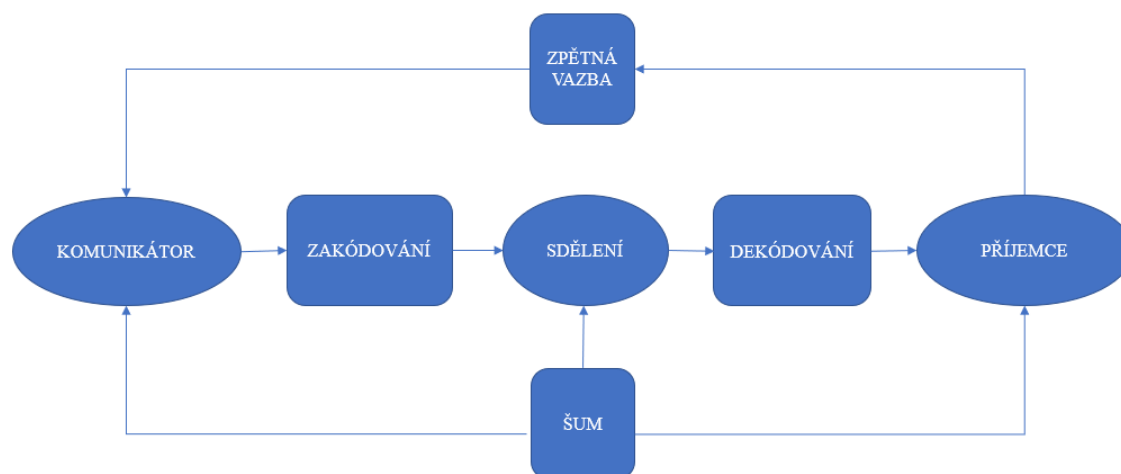 ZPĚTNÁ
VAZBA
KOMUNIKÁTOR
ZAKÓDOVÁNÍ
SDĚLENÍ
DEKÓDOVÁNÍ
PŘÍJEMCE
ŠUM